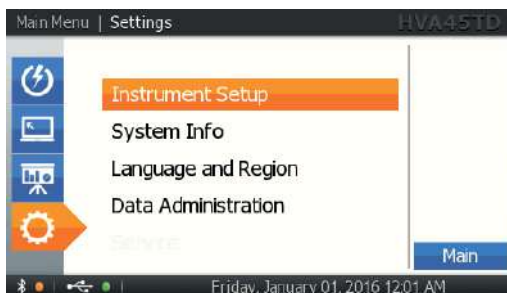 Main Menu | Settings
HVA45TD
Instrument Setup
System Info
Language and Region
Data Administration
Service
Main
Friday, January 01, 2016 12:01 AM